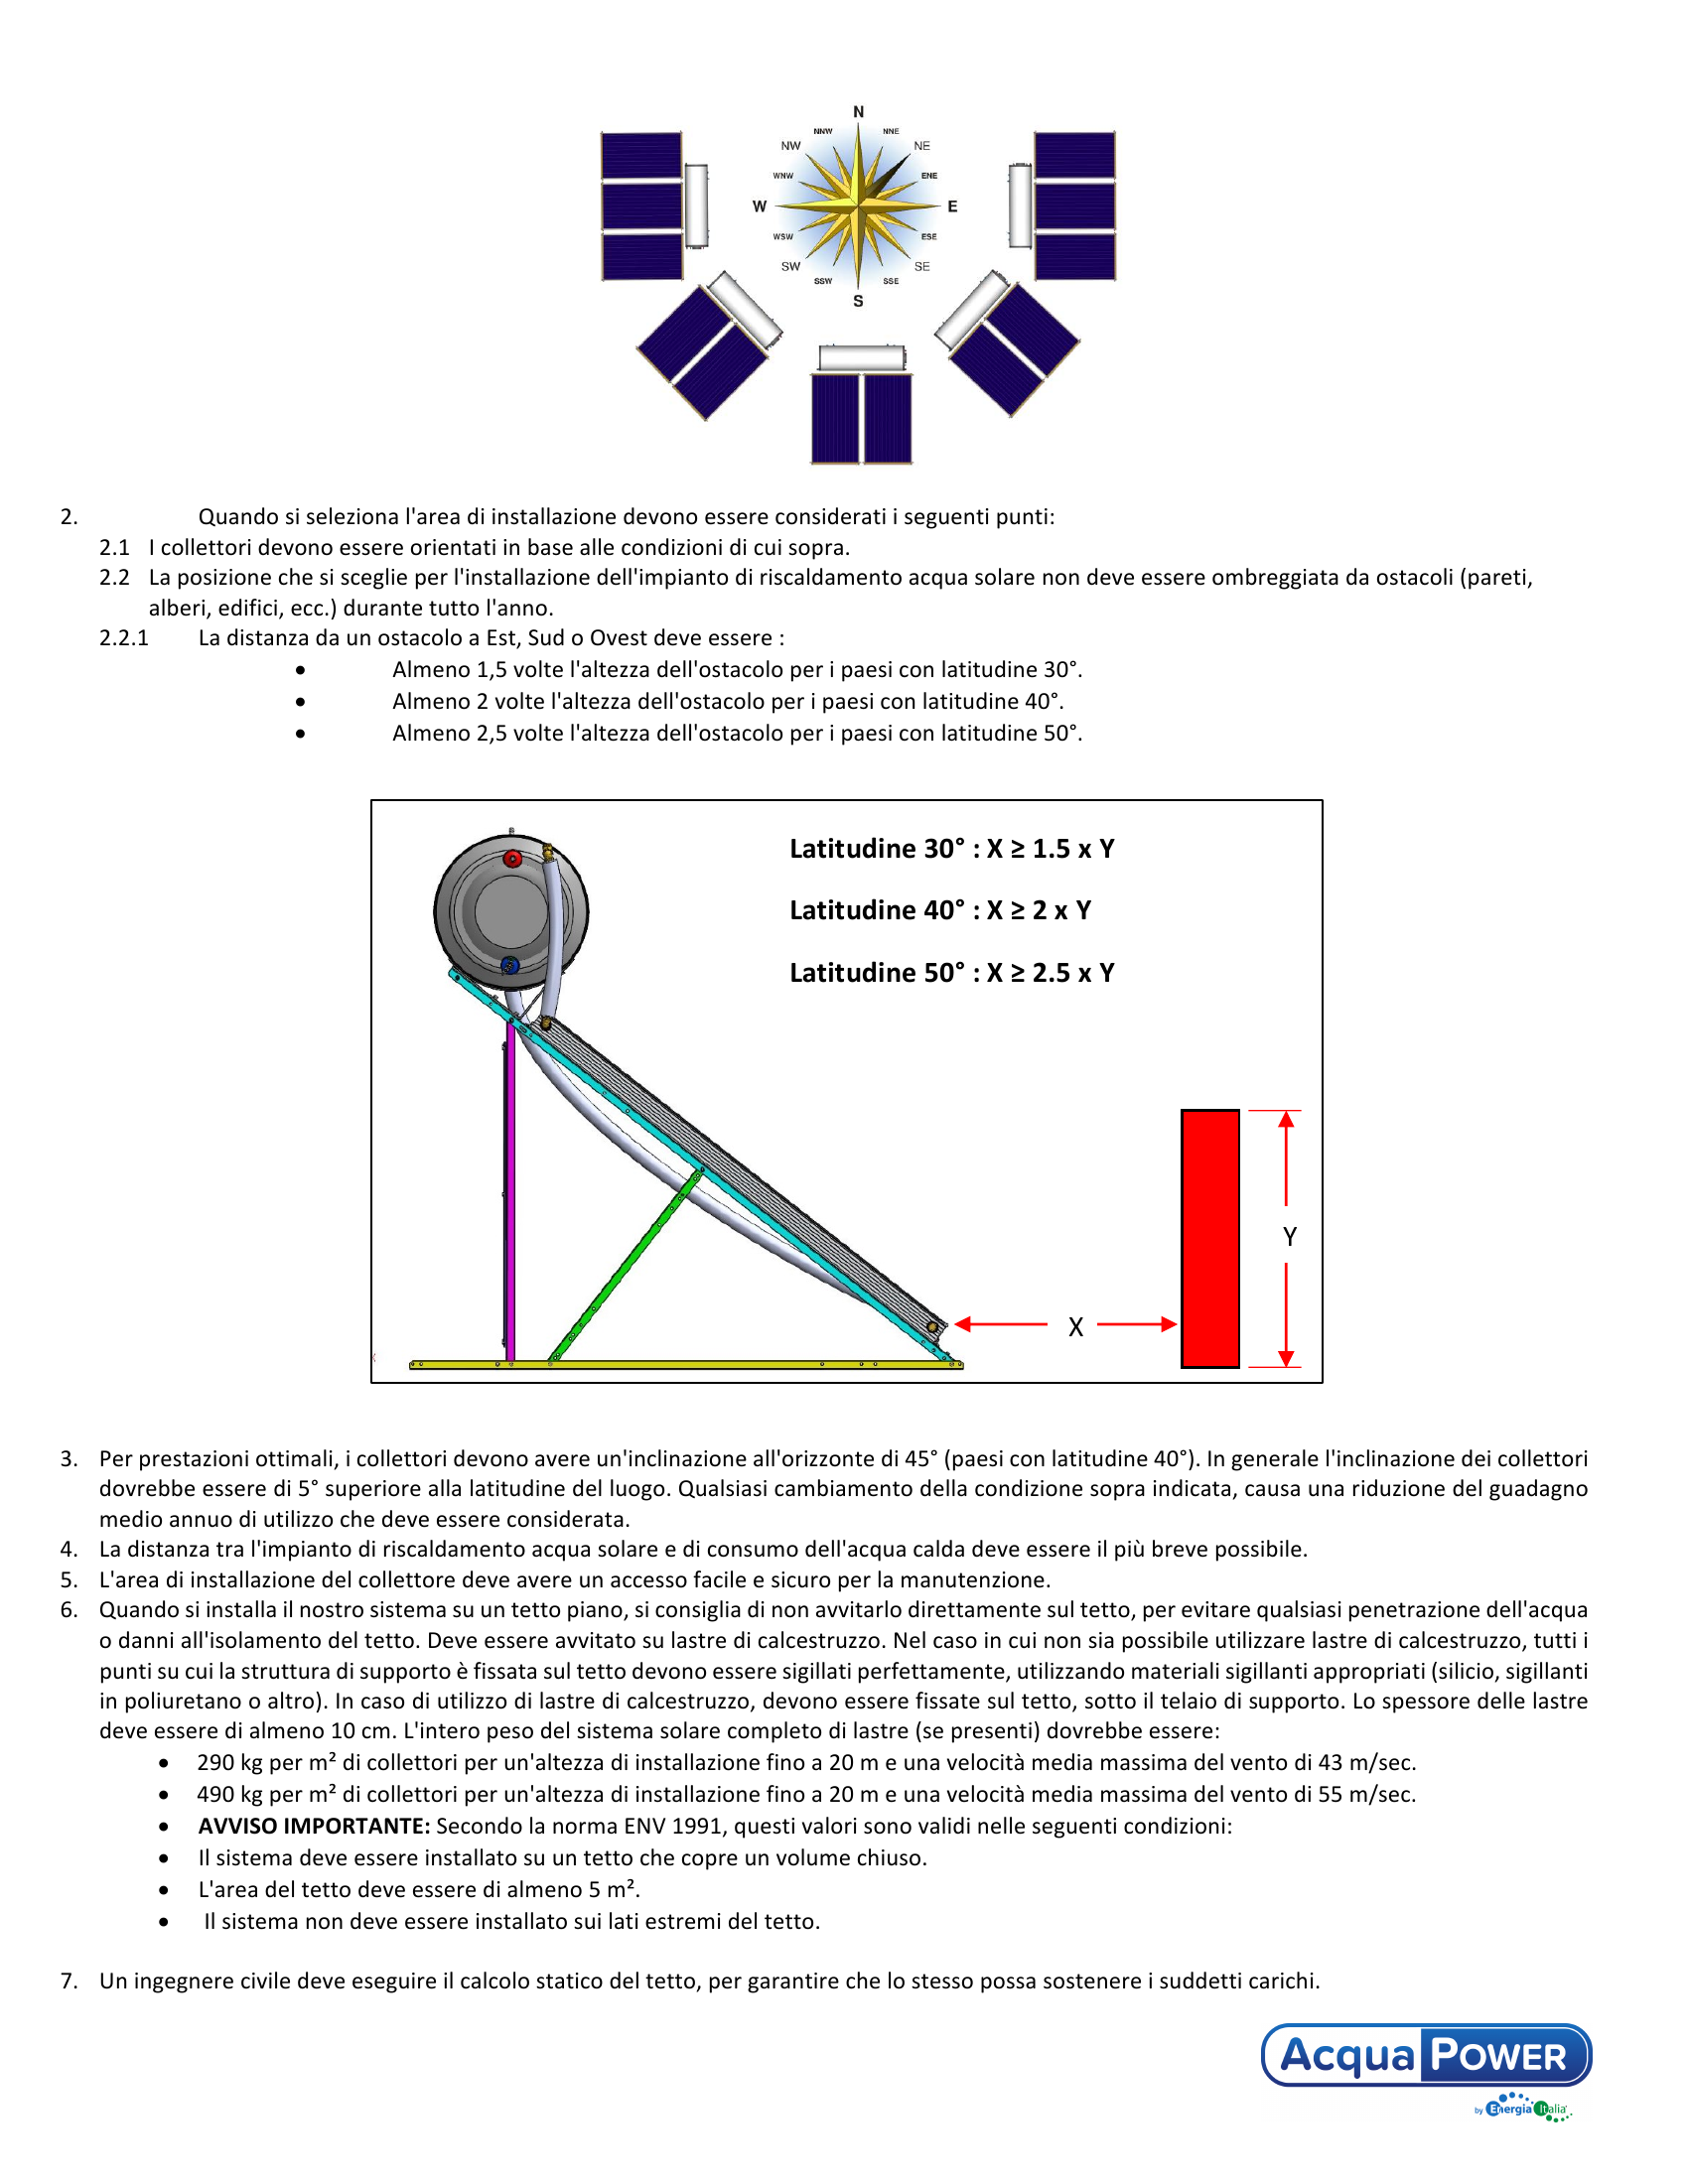 N
NNW NNE
NW NE
WNW ENE
W E
WSW ESE
SW SE
SSW SSE
S
2. Quando si seleziona l'area di installazione devono essere considerati i seguenti punti:
2.1 I collettori devono essere orientati in base alle condizioni di cui sopra.
2.2 La posizione che si sceglie per l'installazione dell'impianto di riscaldamento acqua solare non deve essere ombreggiata da ostacoli (pareti,
alberi, edifici, ecc.) durante tutto l'anno.
2.2.1 La distanza da un ostacolo a Est, Sud o Ovest deve essere :
• Almeno 1,5 volte l'altezza dell'ostacolo per i paesi con latitudine 30°.
• Almeno 2 volte l'altezza dell'ostacolo per i paesi con latitudine 40°.
• Almeno 2,5 volte l'altezza dell'ostacolo per i paesi con latitudine 50°.
Latitudine 30° : X ≥ 1.5 x Y
Latitudine 40° : X ≥ 2 x Y
Latitudine 50° : X ≥ 2.5 x Y
Y
X
3. Per prestazioni ottimali, i collettori devono avere un'inclinazione all'orizzonte di 45° (paesi con latitudine 40°). In generale l'inclinazione dei collettori
dovrebbe essere di 5° superiore alla latitudine del luogo. Qualsiasi cambiamento della condizione sopra indicata, causa una riduzione del guadagno
medio annuo di utilizzo che deve essere considerata.
4. La distanza tra l'impianto di riscaldamento acqua solare e di consumo dell'acqua calda deve essere il più breve possibile.
5. L'area di installazione del collettore deve avere un accesso facile e sicuro per la manutenzione.
6. Quando si installa il nostro sistema su un tetto piano, si consiglia di non avvitarlo direttamente sul tetto, per evitare qualsiasi penetrazione dell'acqua
o danni all'isolamento del tetto. Deve essere avvitato su lastre di calcestruzzo. Nel caso in cui non sia possibile utilizzare lastre di calcestruzzo, tutti i
punti su cui la struttura di supporto è fissata sul tetto devono essere sigillati perfettamente, utilizzando materiali sigillanti appropriati (silicio, sigillanti
in poliuretano o altro). In caso di utilizzo di lastre di calcestruzzo, devono essere fissate sul tetto, sotto il telaio di supporto. Lo spessore delle lastre
deve essere di almeno 10 cm. L'intero peso del sistema solare completo di lastre (se presenti) dovrebbe essere:
• 290 kg per m² di collettori per un'altezza di installazione fino a 20 m e una velocità media massima del vento di 43 m/sec.
• 490 kg per m² di collettori per un'altezza di installazione fino a 20 m e una velocità media massima del vento di 55 m/sec.
• AVVISO IMPORTANTE: Secondo la norma ENV 1991, questi valori sono validi nelle seguenti condizioni:
• Il sistema deve essere installato su un tetto che copre un volume chiuso.
• L'area del tetto deve essere di almeno 5 m².
• Il sistema non deve essere installato sui lati estremi del tetto.
7. Un ingegnere civile deve eseguire il calcolo statico del tetto, per garantire che lo stesso possa sostenere i suddetti carichi.
Acqua POWER
by Energia Italia